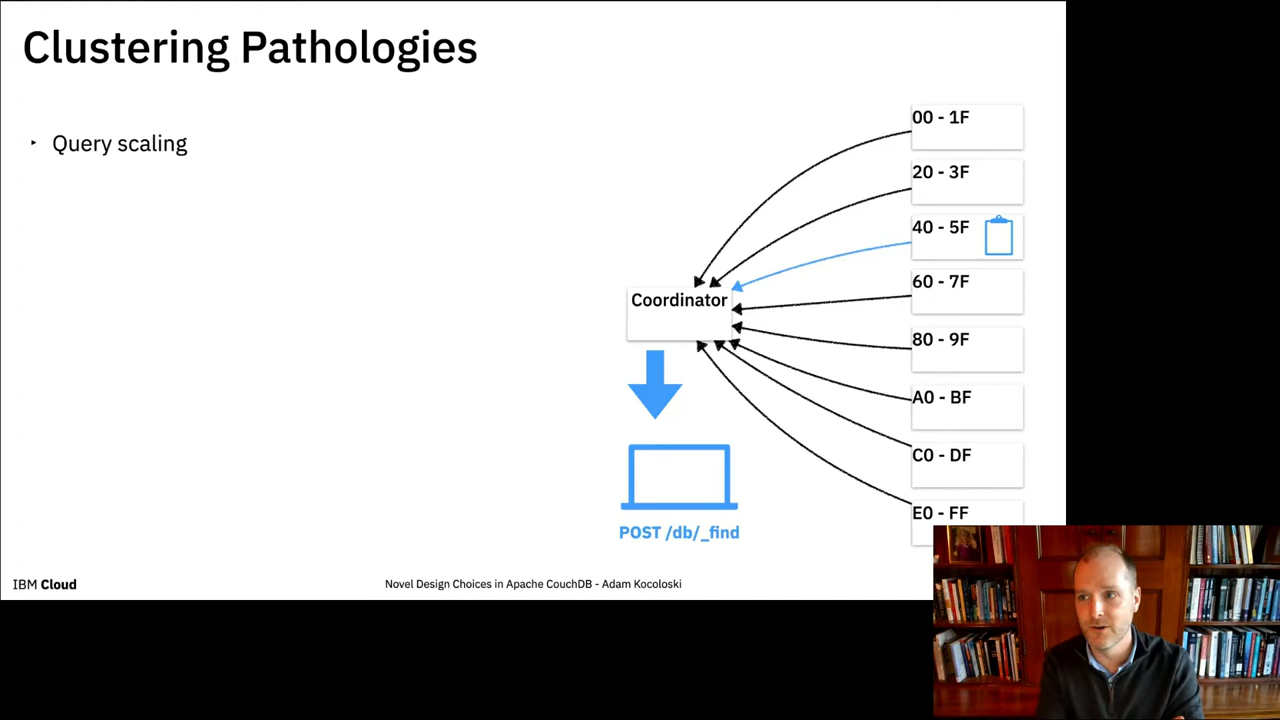 Clustering Pathologies
‣ Query scaling
00 - 1F
20 - 3F
40 - 5F
60 - 7F
80 - 9F
A0 - BF
C0 - DF
E0 - FF
Coordinator
POST /db/_find
IBM Cloud
Novel Design Choices in Apache CouchDB - Adam Kocoloski